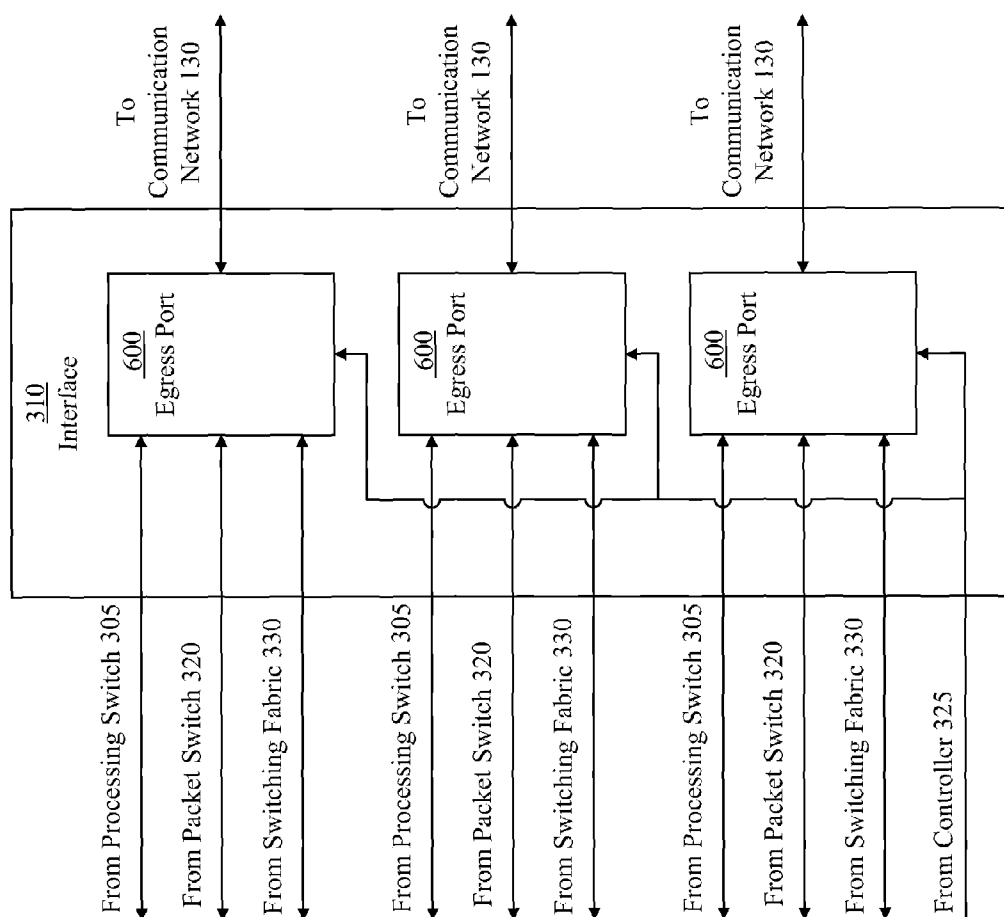 310
Interface
From Processing Switch 305
From Packet Switch 320
From Switching Fabric 330
600
Egress Port
To
Communication
Network 130
From Processing Switch 305
From Packet Switch 320
From Switching Fabric 330
600
Egress Port
To
Communication
Network 130
From Processing Switch 305
From Packet Switch 320
From Switching Fabric 330
600
Egress Port
To
Communication
Network 130
From Controller 325